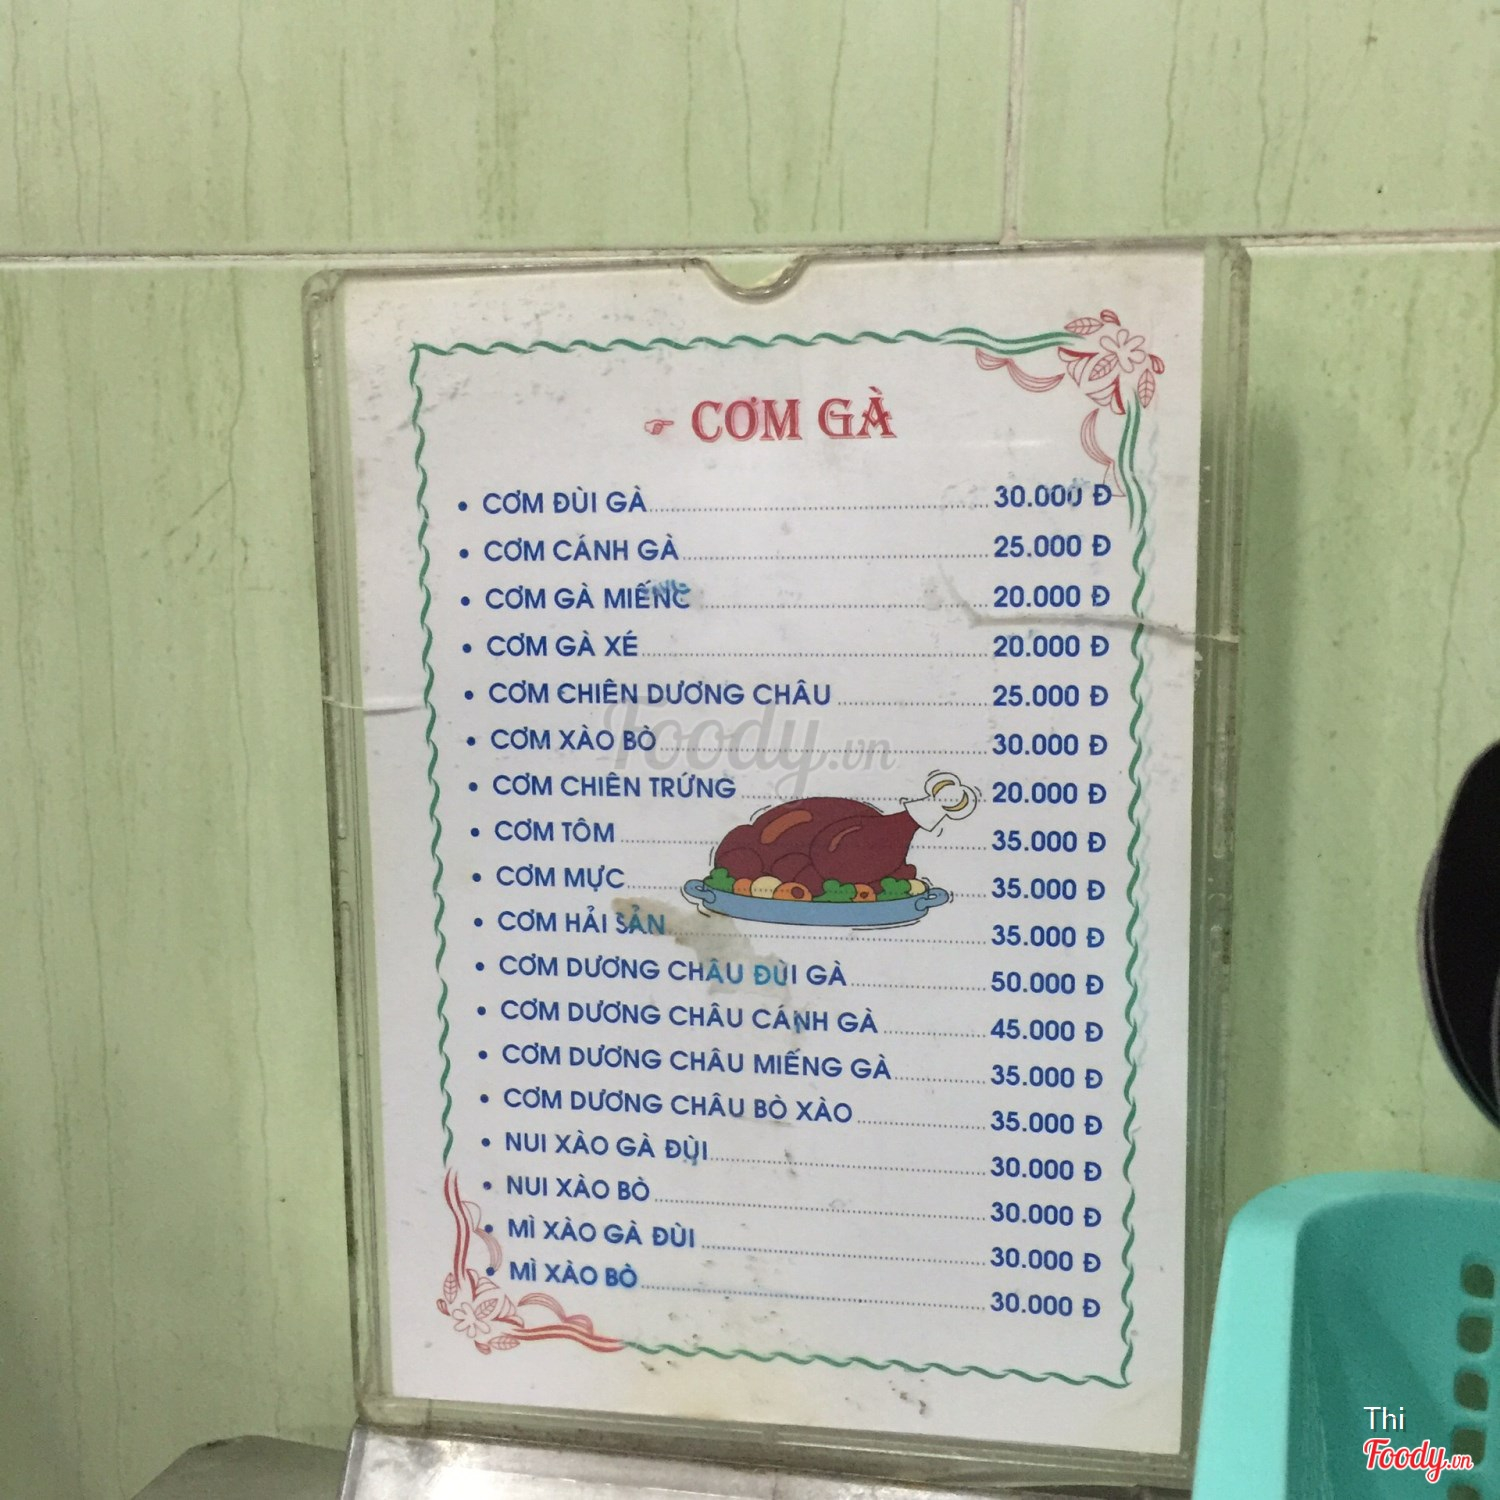 ☞ CƠM GÀ
• CƠM ĐÙI GÀ 30.000 Đ
• CƠM CÁNH GÀ 25.000 Đ
• CƠM GÀ MIẾNG 20.000 Đ
• CƠM GÀ XÉ 20.000 Đ
• CƠM CHIÊN DƯƠNG CHÂU 25.000 Đ
• CƠM XÀO BÒ 30.000 Đ
• CƠM CHIÊN TRỨNG 20.000 Đ
• CƠM TÔM 35.000 Đ
• CƠM MỰC 35.000 Đ
• CƠM HẢI SẢN 35.000 Đ
• CƠM DƯƠNG CHÂU ĐÙI GÀ 50.000 Đ
• CƠM DƯƠNG CHÂU CÁNH GÀ 45.000 Đ
• CƠM DƯƠNG CHÂU MIẾNG GÀ 35.000 Đ
• CƠM DƯƠNG CHÂU BÒ XÀO 35.000 Đ
• NUI XÀO GÀ ĐÙI 30.000 Đ
• NUI XÀO BÒ 30.000 Đ
• MÌ XÀO GÀ ĐÙI 30.000 Đ
• MÌ XÀO BÒ 30.000 Đ
Foody.vn
Thi
Foody.vn